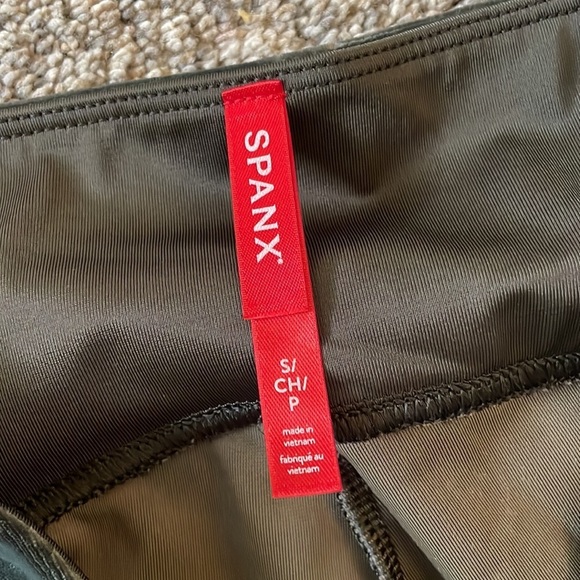 SPANX®
S/
CH/
P
made in
vietnam
fabriqué au
vietnam